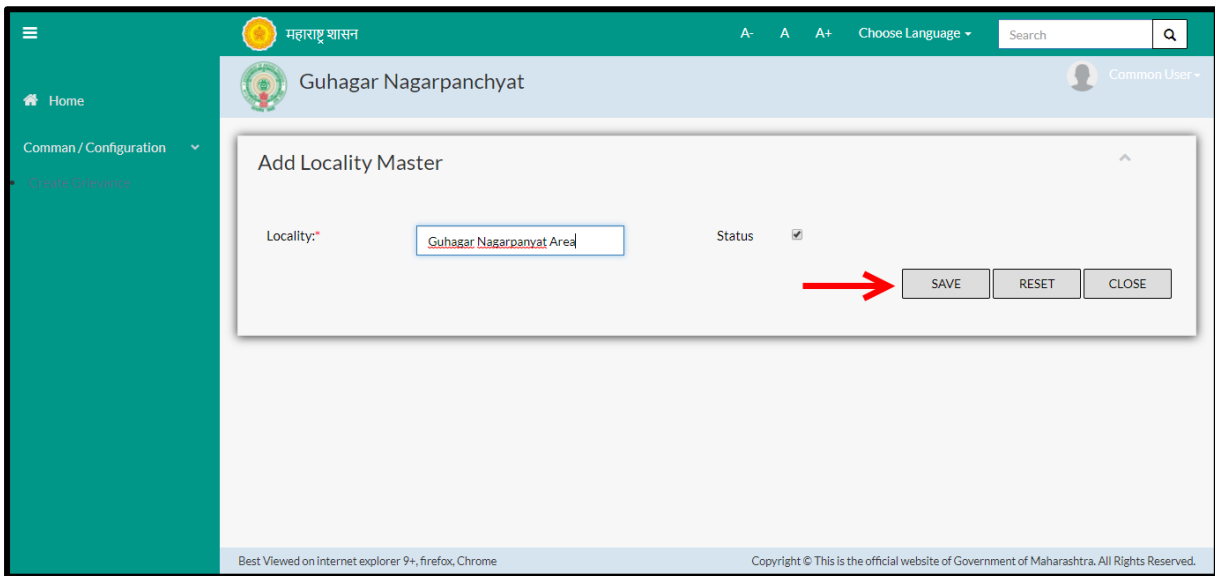 महाराष्ट्र शासन
A- A A+ Choose Language Search
Guhagar Nagarpanchyat
Common User
Home
Comman / Configuration
Create Grievance
Add Locality Master
Locality:* Guhagar Nagarpanyat Area Status
SAVE RESET CLOSE
Best Viewed on internet explorer 9+, firefox, Chrome Copyright © This is the official website of Government of Maharashtra. All Rights Reserved.